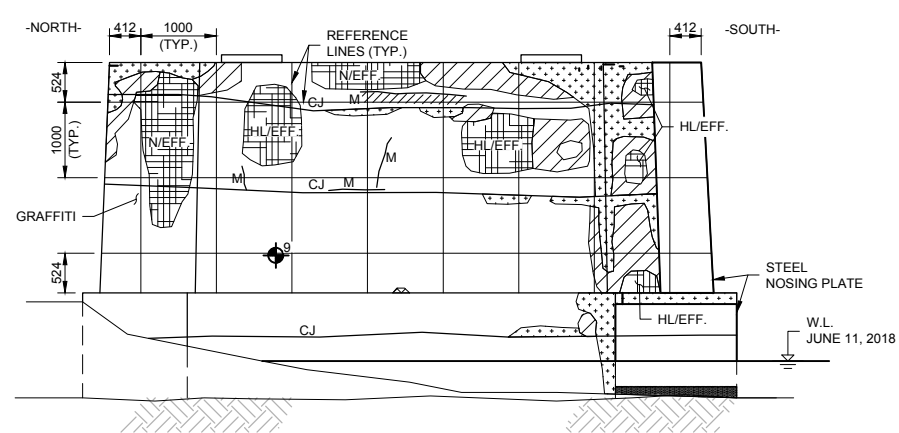 -NORTH-
412
1000
(TYP.)
REFERENCE
LINES (TYP.)
412
-SOUTH-
524
N/EFF.
CJ
M
1000
(TYP.)
N/EFF.
HL/EFF.
HL/EFF.
HL/EFF.
M
CJ
M
GRAFFITI
9
524
STEEL
NOSING PLATE
HL/EFF.
CJ
W.L.
JUNE 11, 2018